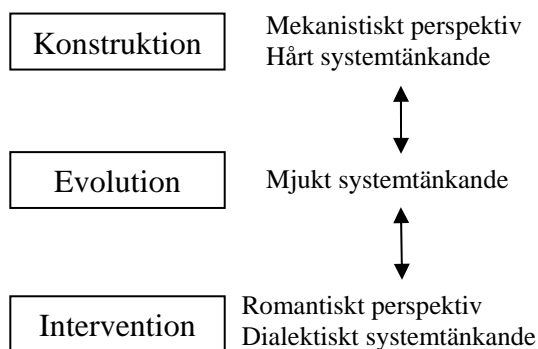 Konstruktion
Mekanistiskt perspektiv
Hårt systemtänkande
Evolution
Mjukt systemtänkande
Intervention
Romantiskt perspektiv
Dialektiskt systemtänkande